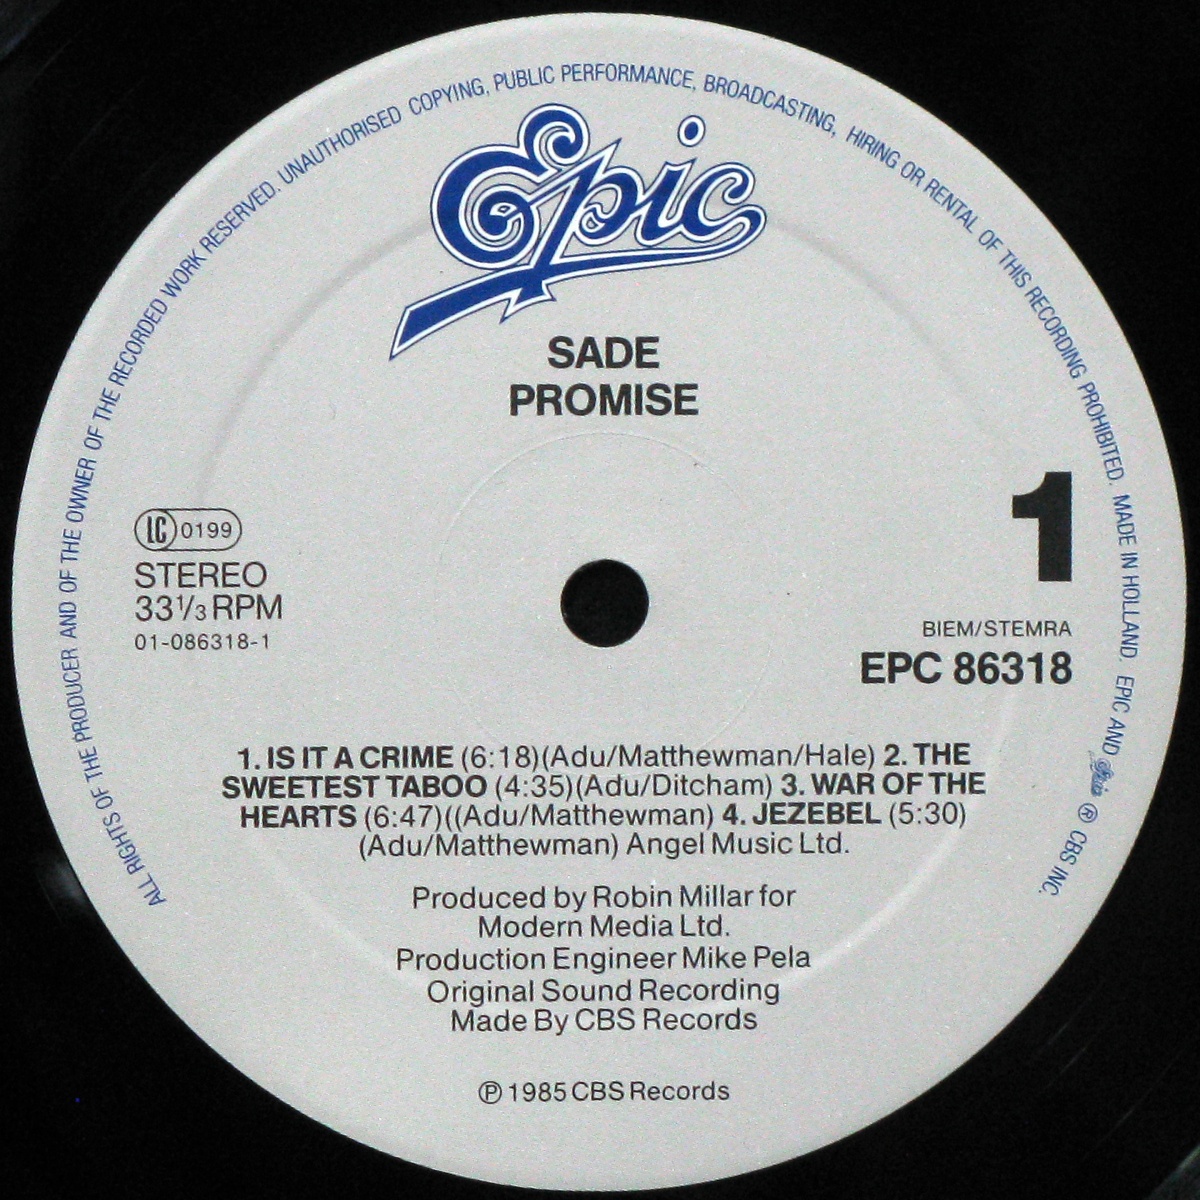 ALL RIGHTS OF THE PRODUCER AND OF THE OWNER OF THE RECORDED WORK RESERVED. UNAUTHORISED COPYING, PUBLIC PERFORMANCE, BROADCASTING, HIRING OR RENTAL OF THIS RECORDING PROHIBITED. MADE IN HOLLAND. EPIC AND Epic ® CBS INC.
Epic
SADE
PROMISE
LC 0199
STEREO
33 1/3 RPM
01-086318-1
1
BIEM/STEMRA
EPC 86318
1. IS IT A CRIME (6:18)(Adu/Matthewman/Hale) 2. THE
SWEETEST TABOO (4:35)(Adu/Ditcham) 3. WAR OF THE
HEARTS (6:47)((Adu/Matthewman) 4. JEZEBEL (5:30)
(Adu/Matthewman) Angel Music Ltd.
Produced by Robin Millar for
Modern Media Ltd.
Production Engineer Mike Pela
Original Sound Recording
Made By CBS Records
℗ 1985 CBS Records